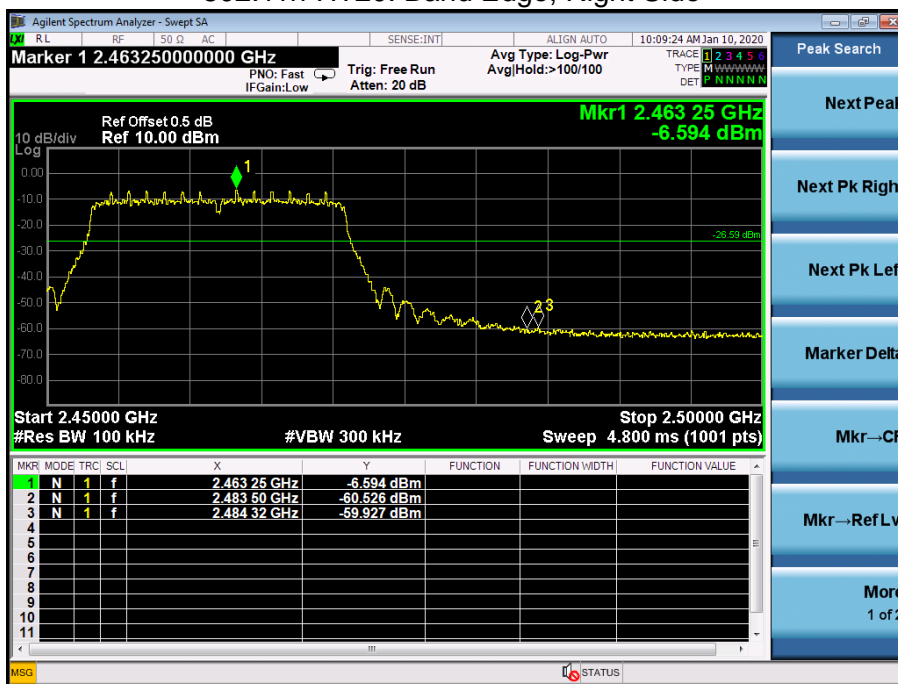 Agilent Spectrum Analyzer - Swept SA
LXI RL RF 50 Ω AC SENSE:INT ALIGN AUTO 10:09:24 AM Jan 10, 2020
Marker 1 2.463250000000 GHz
PNO: Fast
IFGain:Low
Trig: Free Run
Atten: 20 dB
Avg Type: Log-Pwr
Avg|Hold:>100/100
TRACE 1 2 3 4 5 6
TYPE M WWWWW
DET P N N N N N
Peak Search
Mkr1 2.463 25 GHz
-6.594 dBm
Ref Offset 0.5 dB
10 dB/div Ref 10.00 dBm
Log
0.00
-10.0
-20.0
-30.0
-40.0
-50.0
-60.0
-70.0
-80.0
1
-26.59 dBm
2 3
Start 2.45000 GHz Stop 2.50000 GHz
#Res BW 100 kHz #VBW 300 kHz Sweep 4.800 ms (1001 pts)
MKR MODE TRC SCL X Y FUNCTION FUNCTION WIDTH FUNCTION VALUE
1 N 1 f 2.463 25 GHz -6.594 dBm
2 N 1 f 2.483 50 GHz -60.526 dBm
3 N 1 f 2.484 32 GHz -59.927 dBm
4
5
6
7
8
9
10
11
Next Peak
Next Pk Righ
Next Pk Lef
Marker Delta
Mkr→CF
Mkr→Ref Lv
More
1 of 2
MSG STATUS